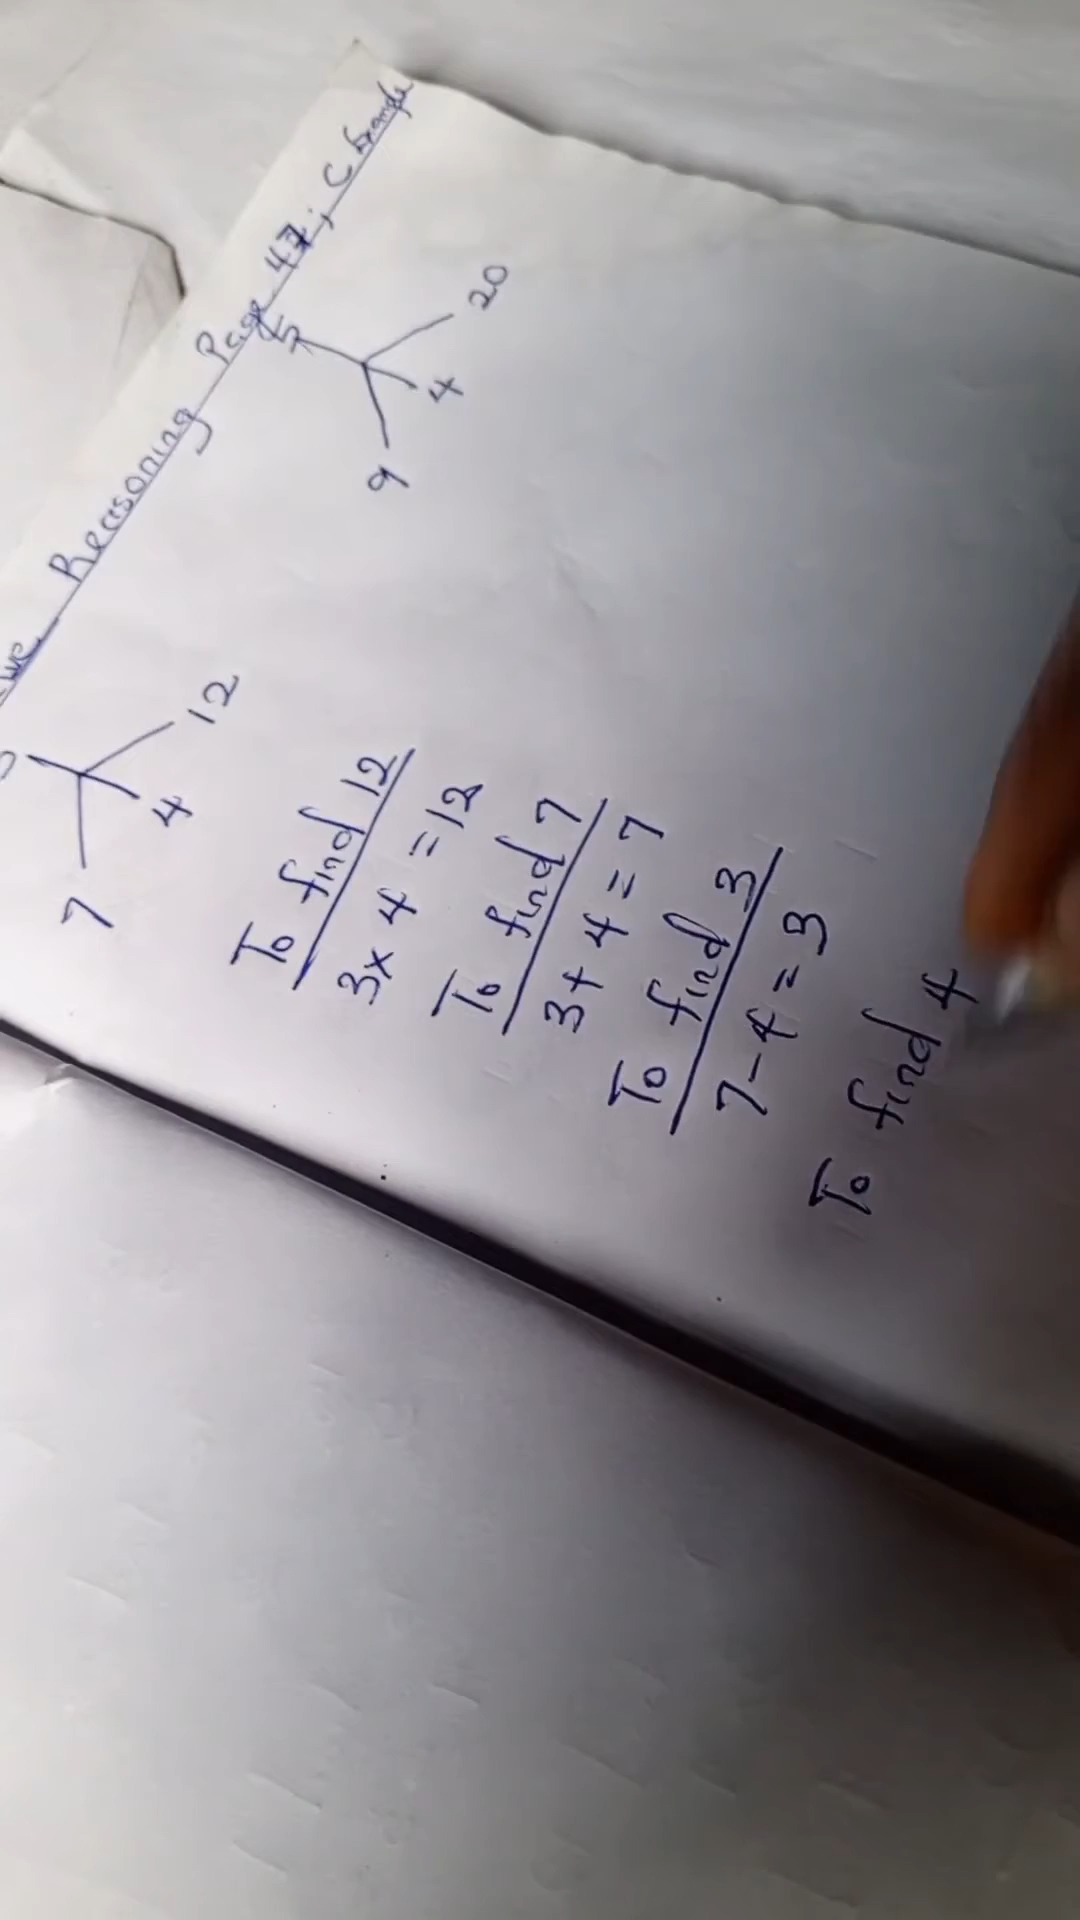 Reasoning Page 47; C Example
5 20
9 4
12
7 4
To find 12
3 x 4 = 12
To find 7
3 + 4 = 7
To find 3
7 - 4 = 3
To find 4